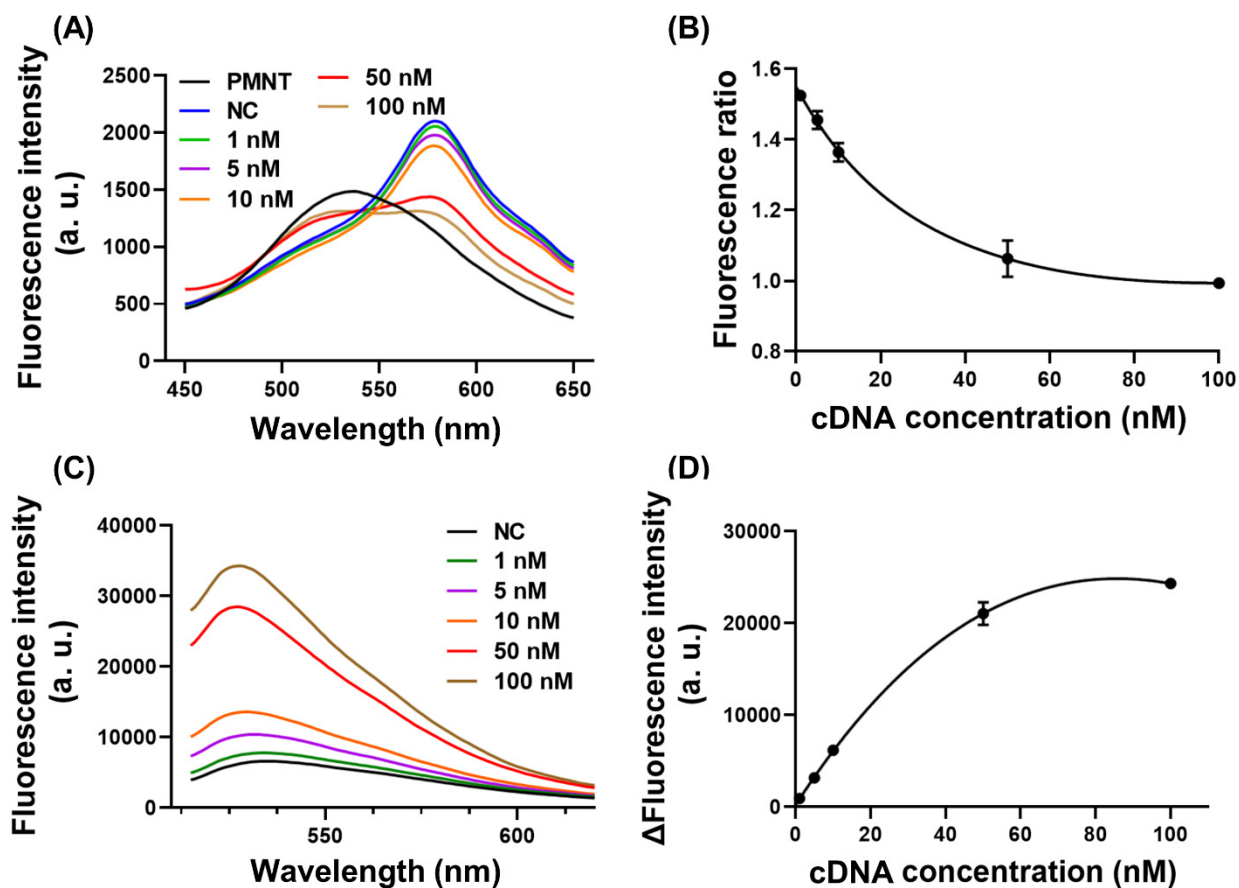 (A)
Fluorescence intensity
(a. u.)
2500
2000
1500
1000
500
0
PMNT
NC
1 nM
5 nM
10 nM
50 nM
100 nM
450
500
550
600
650
Wavelength (nm)
(B)
Fluorescence ratio
1.6
1.4
1.2
1.0
0.8
0
20
40
60
80
100
cDNA concentration (nM)
(C)
Fluorescence intensity
(a. u.)
40000
30000
20000
10000
0
NC
1 nM
5 nM
10 nM
50 nM
100 nM
550
600
Wavelength (nm)
(D)
ΔFluorescence intensity
(a. u.)
30000
20000
10000
0
0
20
40
60
80
100
cDNA concentration (nM)